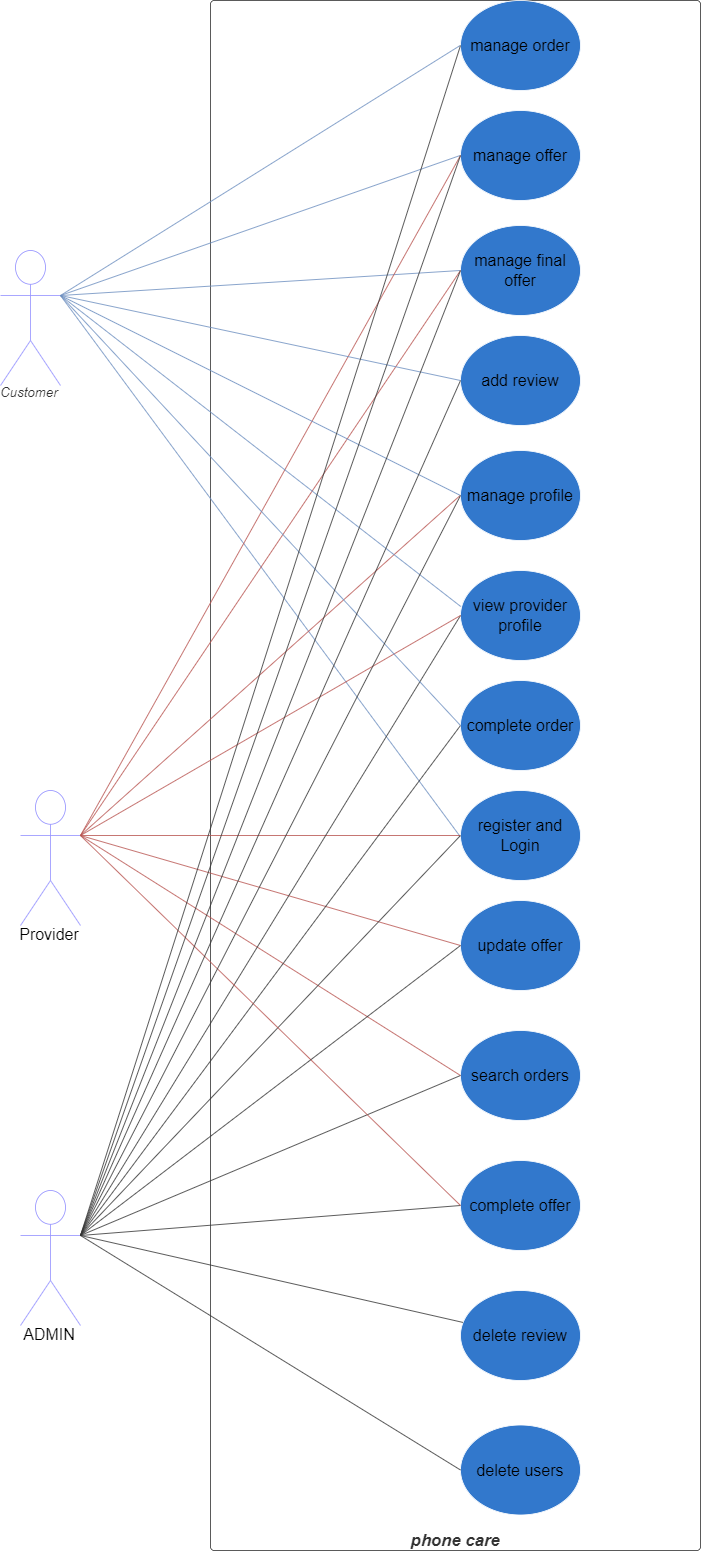 manage order
manage offer
manage final
offer
add review
Customer
manage profile
view provider
profile
complete order
register and
Login
Provider
update offer
search orders
complete offer
ADMIN
delete review
delete users
phone care